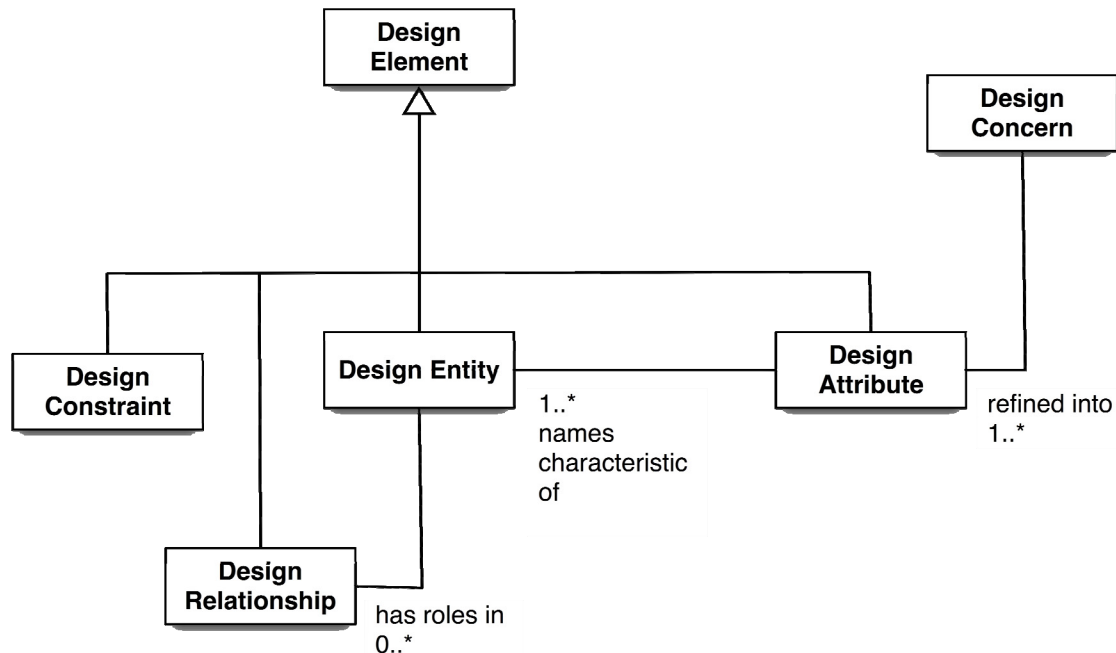 Design
Element
Design
Concern
Design
Constraint
Design Entity
Design
Attribute
1..*
names
characteristic
of
refined into
1..*
Design
Relationship
has roles in
0..*